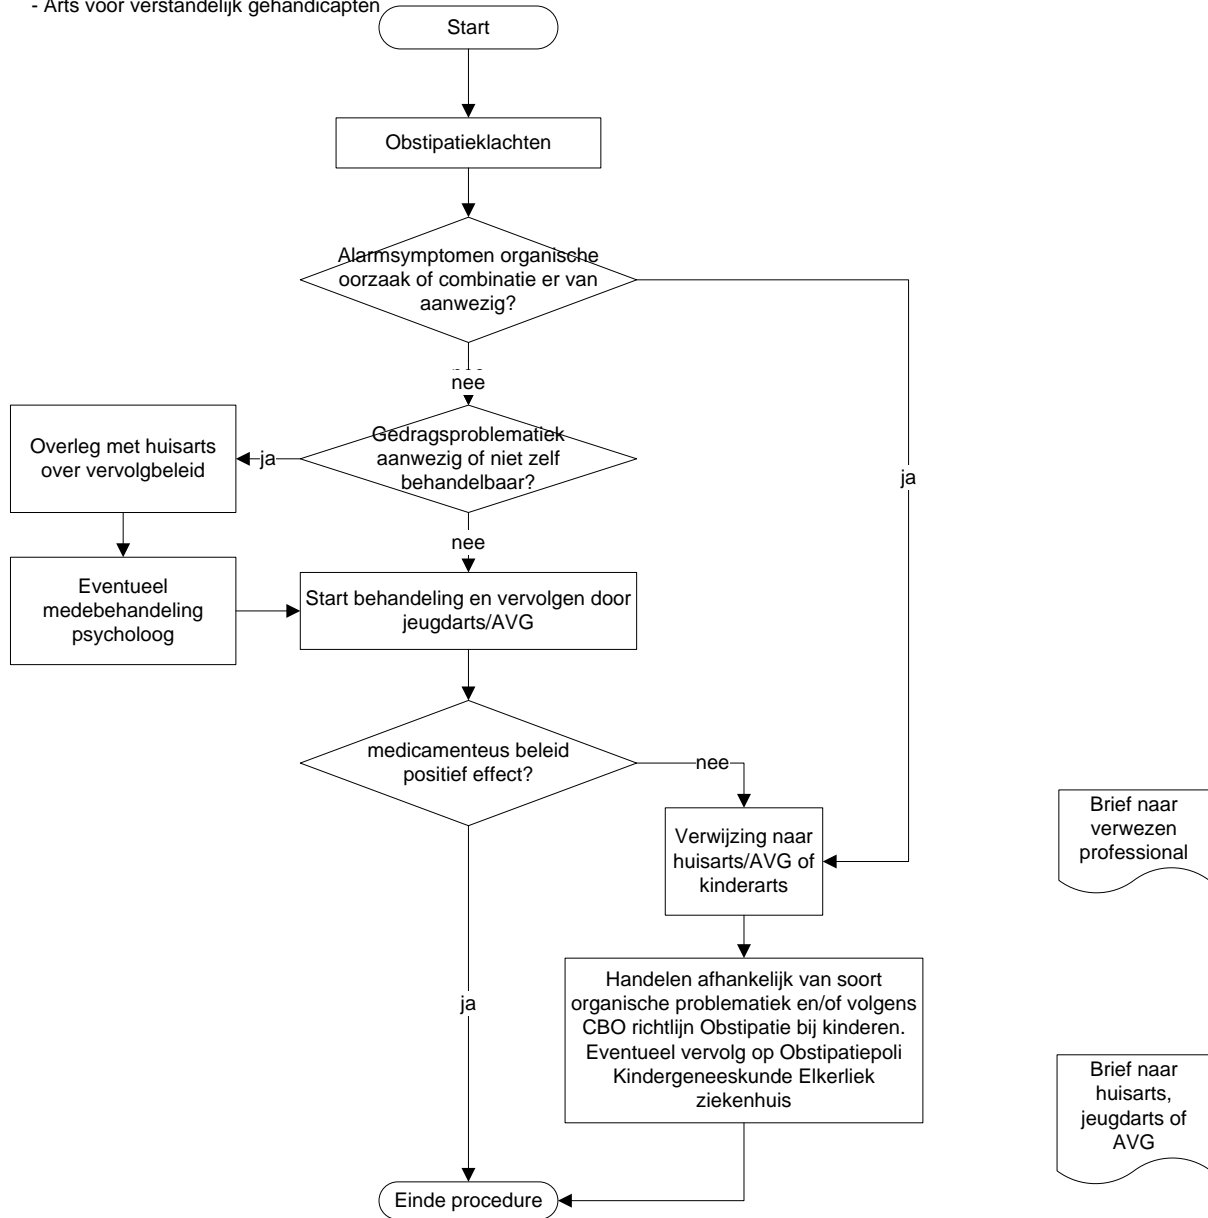 - Arts voor verstandelijk gehandicapten
Start
Obstipatieklachten
Alarmsymptomen organische
oorzaak of combinatie er van
aanwezig?
nee
ja
Gedragsproblematiek
aanwezig of niet zelf
behandelbaar?
ja
Overleg met huisarts
over vervolgbeleid
nee
Eventueel
medebehandeling
psycholoog
Start behandeling en vervolgen door
jeugdarts/AVG
medicamenteus beleid
positief effect?
nee
Verwijzing naar
huisarts/AVG of
kinderarts
Brief naar
verwezen
professional
ja
Handelen afhankelijk van soort
organische problematiek en/of volgens
CBO richtlijn Obstipatie bij kinderen.
Eventueel vervolg op Obstipatiepoli
Kindergeneeskunde Elkerliek
ziekenhuis
Brief naar
huisarts,
jeugdarts of
AVG
Einde procedure